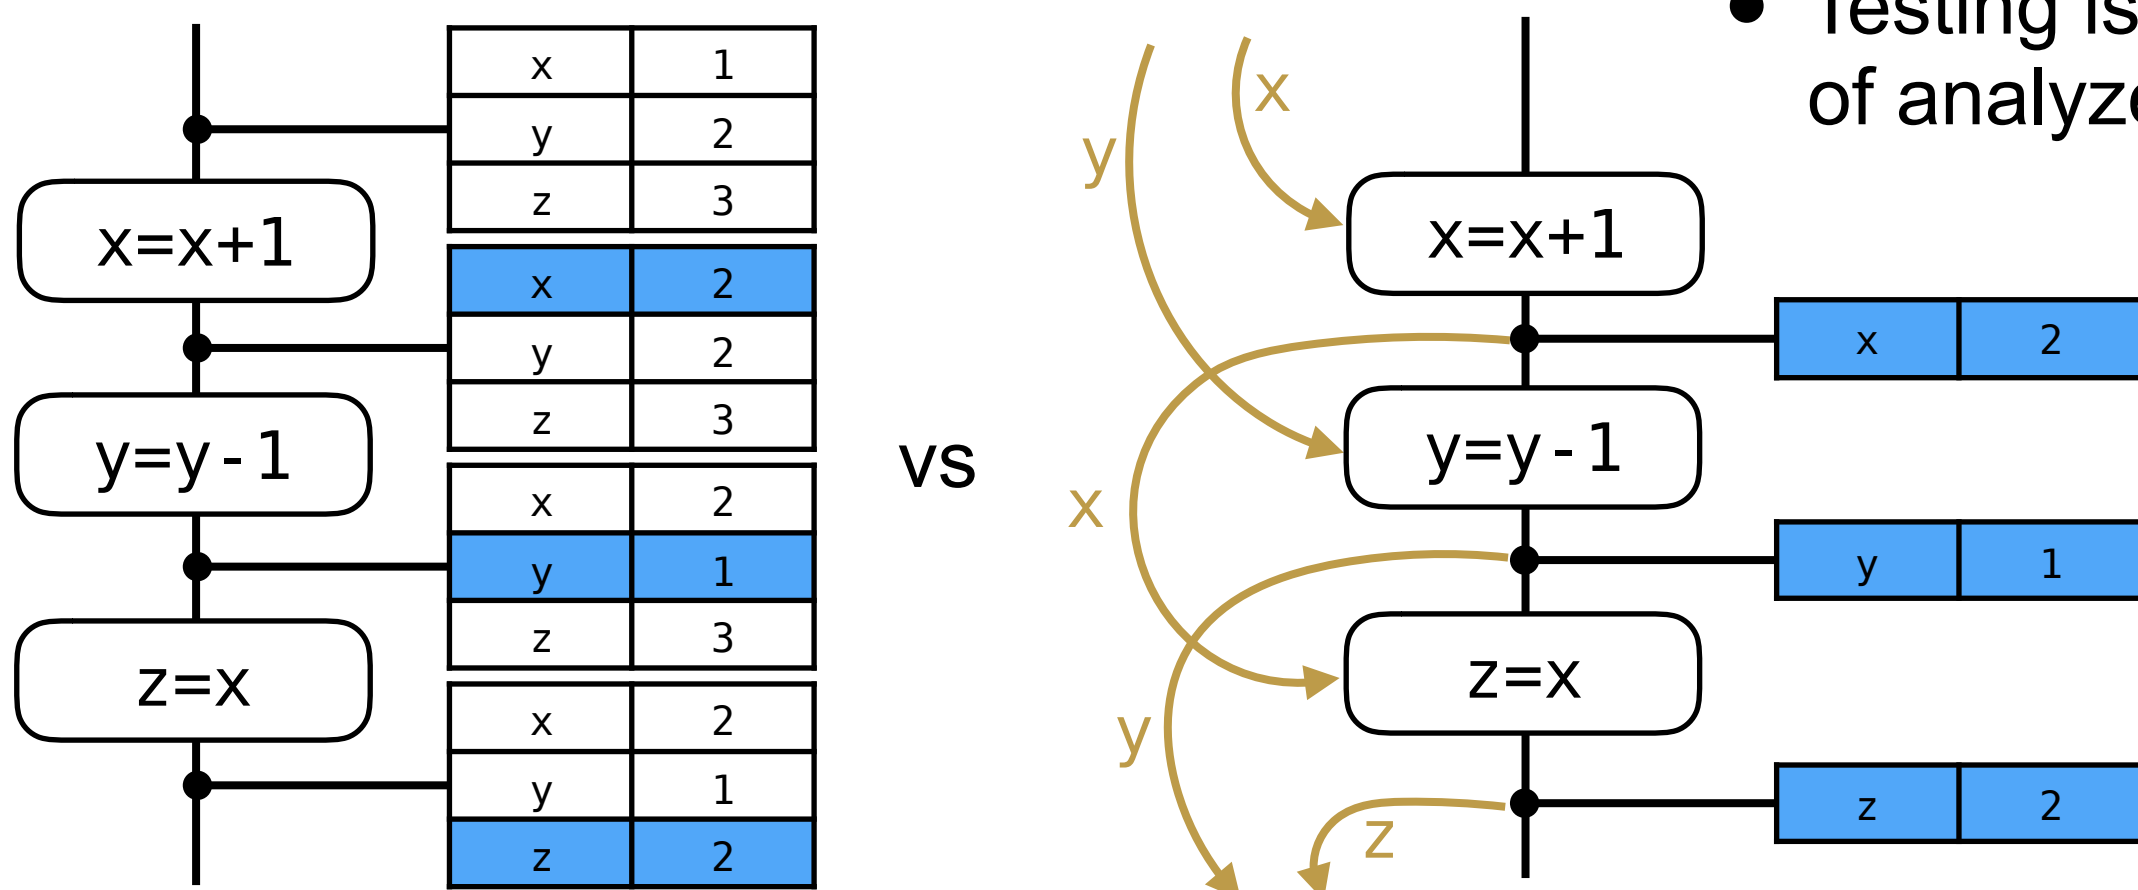 x 1
y 2
z 3
x=x+1
x 2
y 2
z 3
y=y-1
x 2
y 1
z 3
z=x
x 2
y 1
z 2
vs
x
y
x=x+1
x 2
y=y-1
x
y 1
z=x
y
z 2
z
● Testing is
of analyze